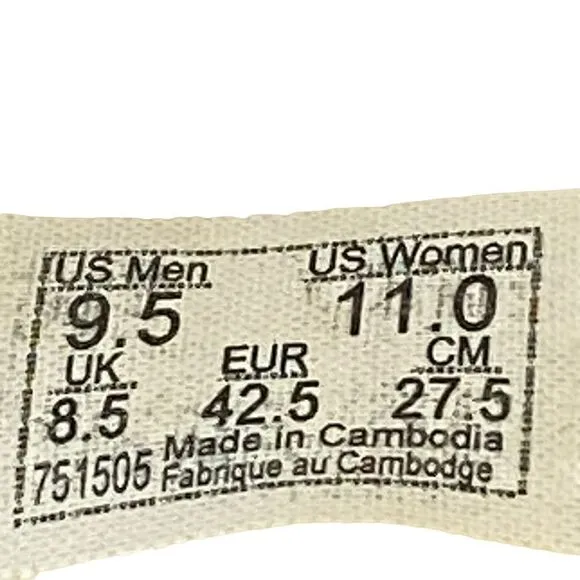 US Men US Women
9.5 11.0
UK EUR CM
8.5 42.5 27.5
751505 Made in Cambodia
Fabrique au Cambodge